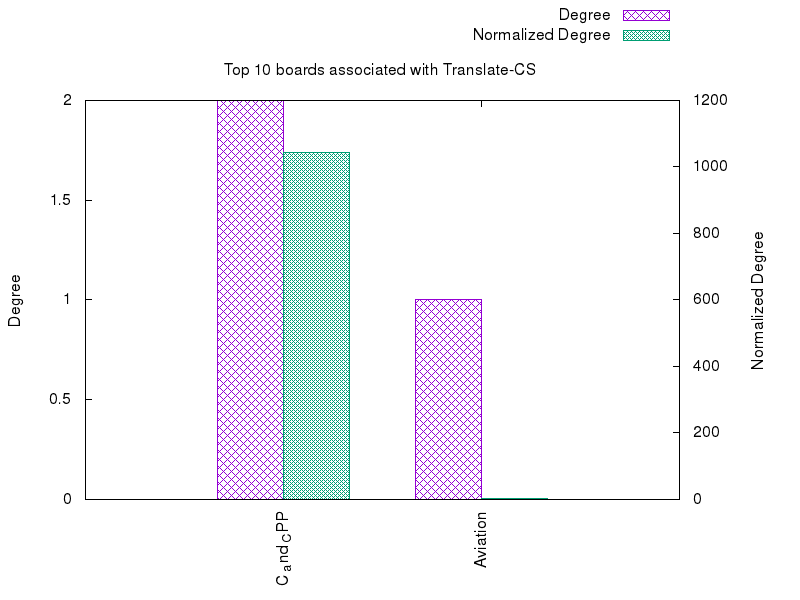 Degree
Normalized Degree
Top 10 boards associated with Translate-CS
2
1.5
1
0.5
0
1200
1000
800
600
400
200
0
Degree
Normalized Degree
CandCPP
Aviation